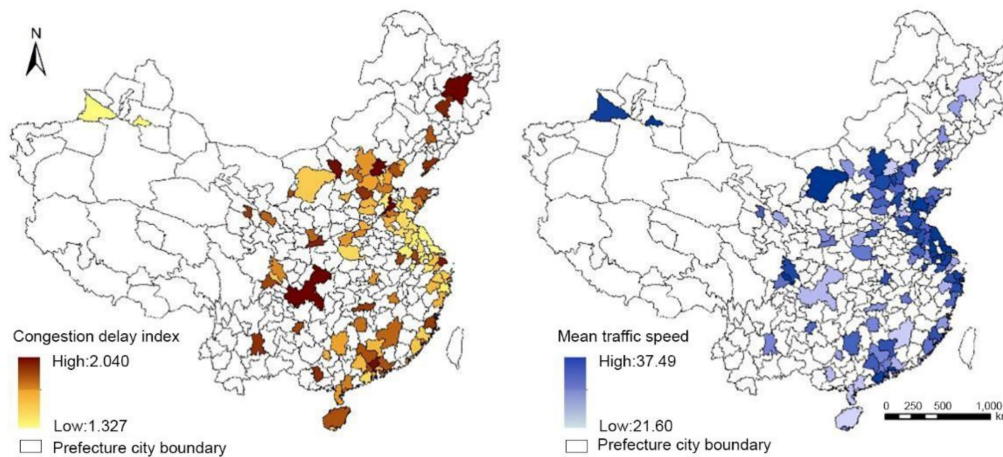 N
Congestion delay index
High:2.040
Low:1.327
Prefecture city boundary
Mean traffic speed
High:37.49
Low:21.60
Prefecture city boundary
0 250 500 1,000
km